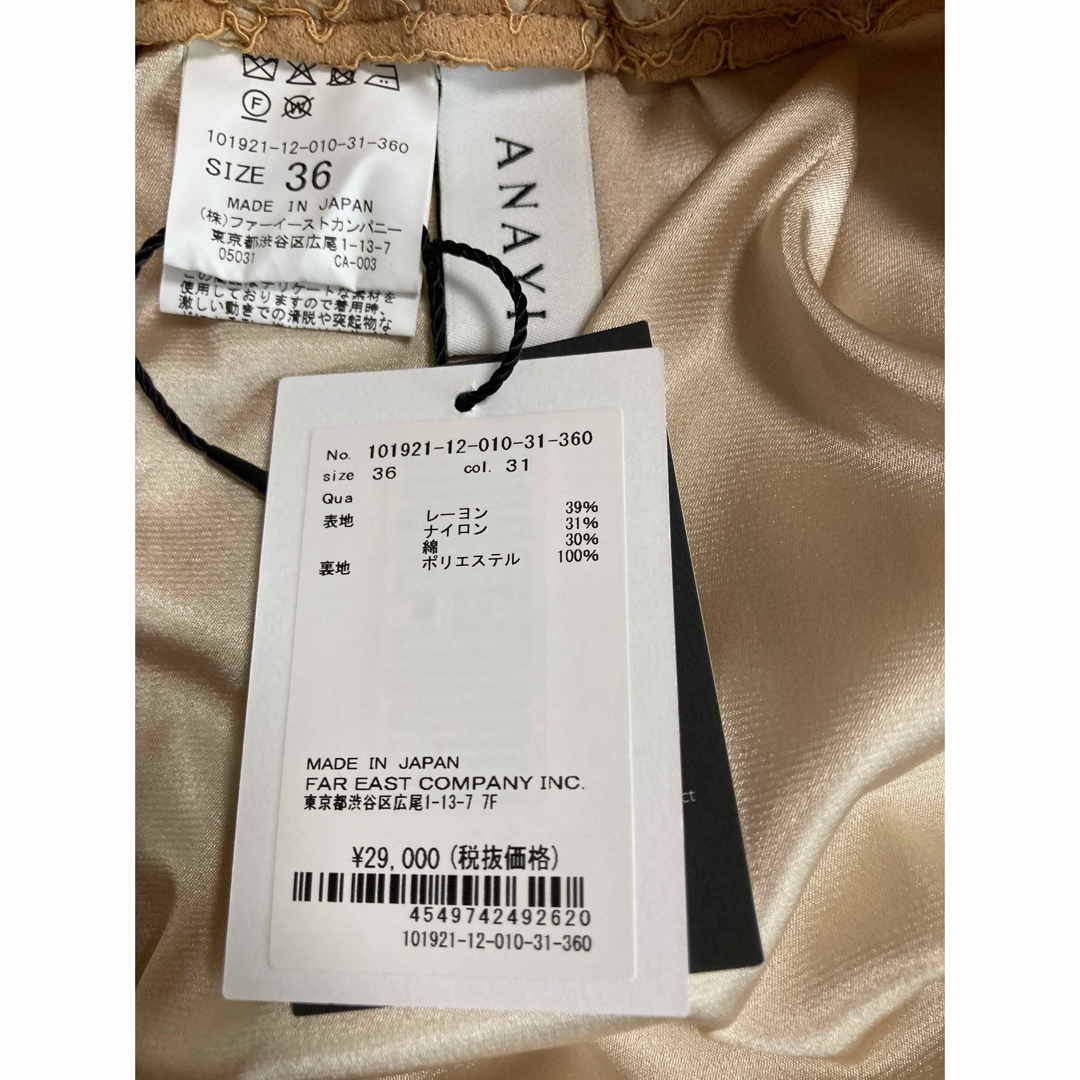 101921-12-010-31-360
SIZE 36
MADE IN JAPAN
(株)ファーイーストカンパニー
東京都渋谷区広尾1-13-7
05031 CA-003
使用しておりますので着用時、
激しい動きでの滑脱や突起物な
ANAYI
No. 101921-12-010-31-360
size 36 col. 31
Qua
表地 レーヨン 39%
ナイロン 31%
綿 30%
裏地 ポリエステル 100%
MADE IN JAPAN
FAR EAST COMPANY INC.
東京都渋谷区広尾1-13-7 7F
¥29,000(税抜価格)
4549742492620
101921-12-010-31-360
ct